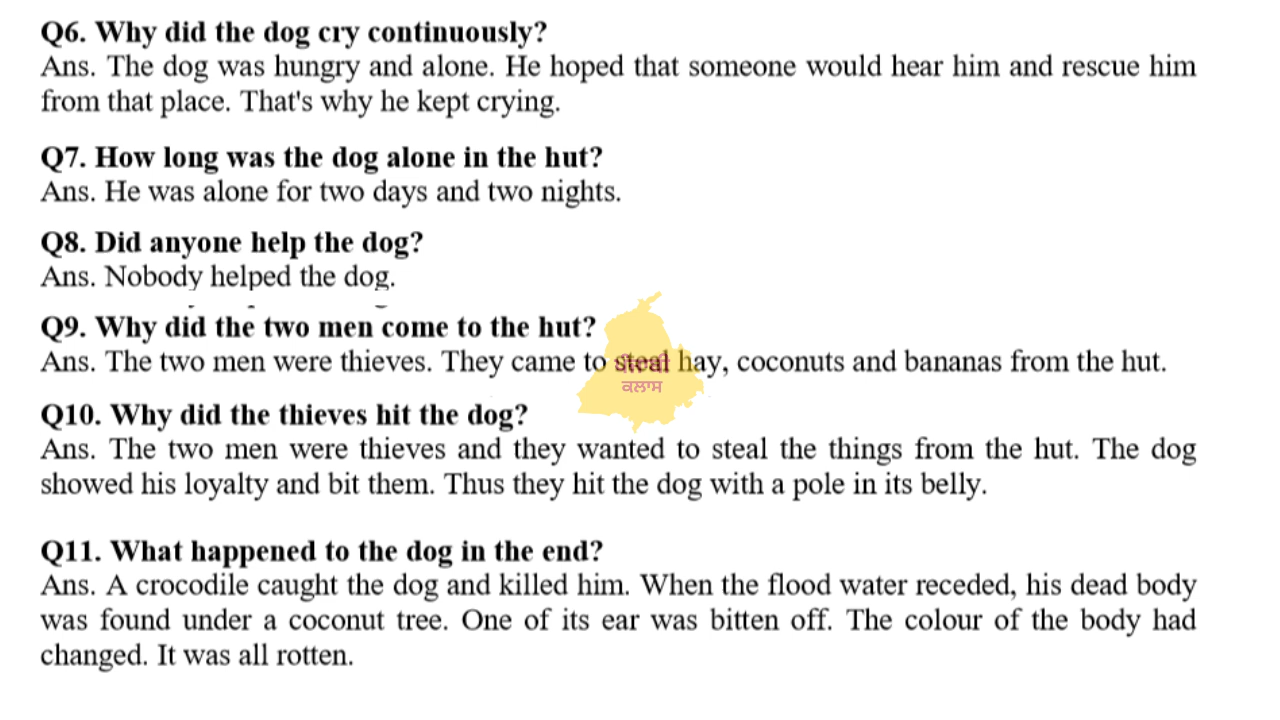 Q6. Why did the dog cry continuously?
Ans. The dog was hungry and alone. He hoped that someone would hear him and rescue him
from that place. That's why he kept crying.
Q7. How long was the dog alone in the hut?
Ans. He was alone for two days and two nights.
Q8. Did anyone help the dog?
Ans. Nobody helped the dog.
Q9. Why did the two men come to the hut?
Ans. The two men were thieves. They came to steal hay, coconuts and bananas from the hut.
ਕਲਾਸ
Q10. Why did the thieves hit the dog?
Ans. The two men were thieves and they wanted to steal the things from the hut. The dog
showed his loyalty and bit them. Thus they hit the dog with a pole in its belly.
Q11. What happened to the dog in the end?
Ans. A crocodile caught the dog and killed him. When the flood water receded, his dead body
was found under a coconut tree. One of its ear was bitten off. The colour of the body had
changed. It was all rotten.